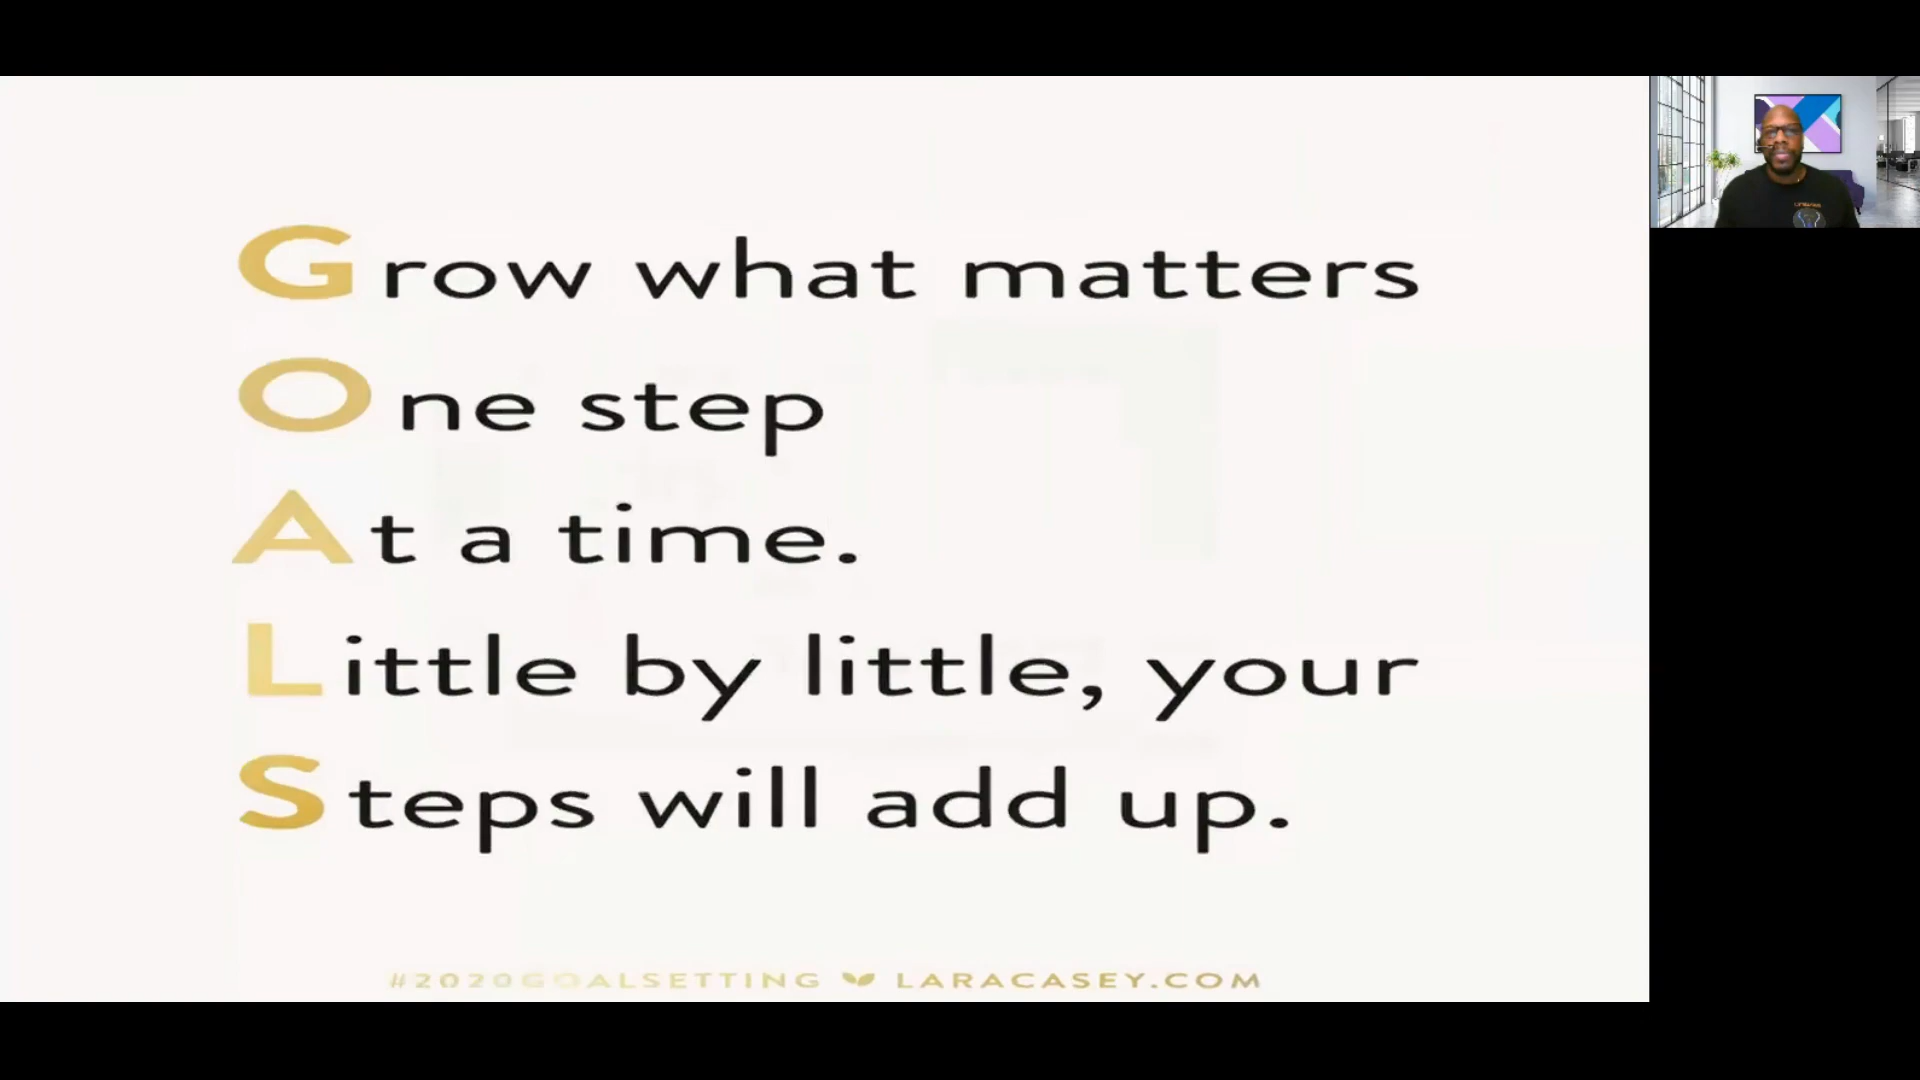 Grow what matters
One step
At a time.
Little by little, your
Steps will add up.
#2020GOALSETTING LARACASEY.COM